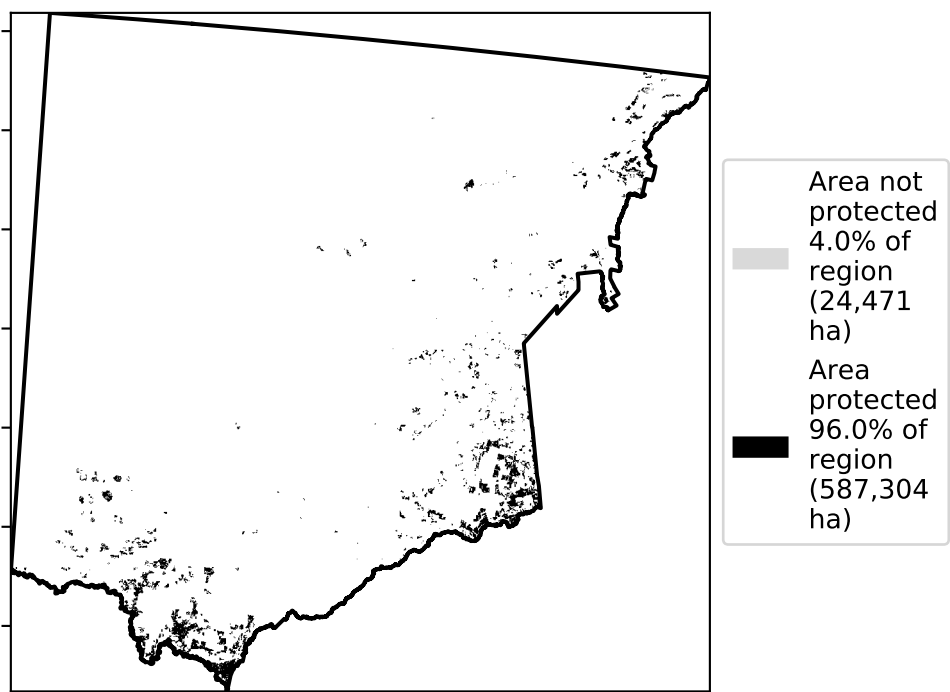 Area not
protected
4.0% of
region
(24,471
ha)
Area
protected
96.0% of
region
(587,304
ha)